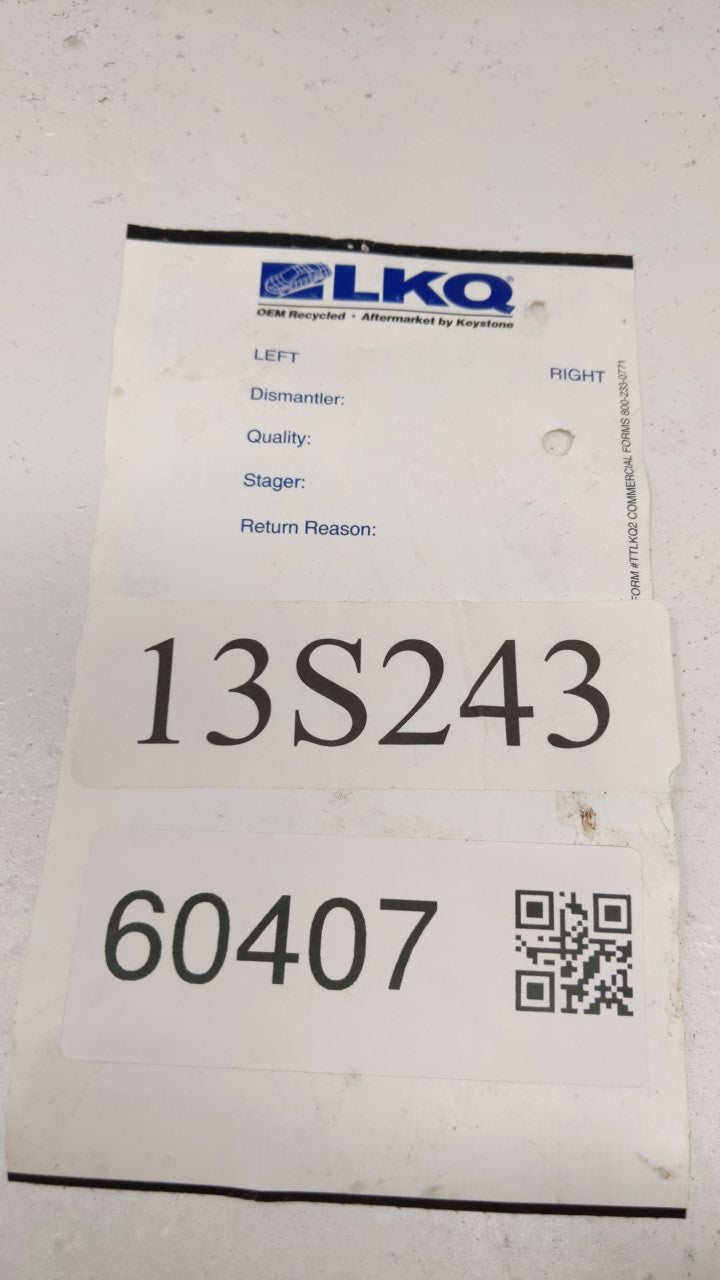 LKQ®
OEM Recycled • Aftermarket by Keystone
LEFT
RIGHT
Dismantler:
Quality:
Stager:
Return Reason:
FORM #TTLKQ2 COMMERCIAL FORMS 800-233-0771
13S243
60407